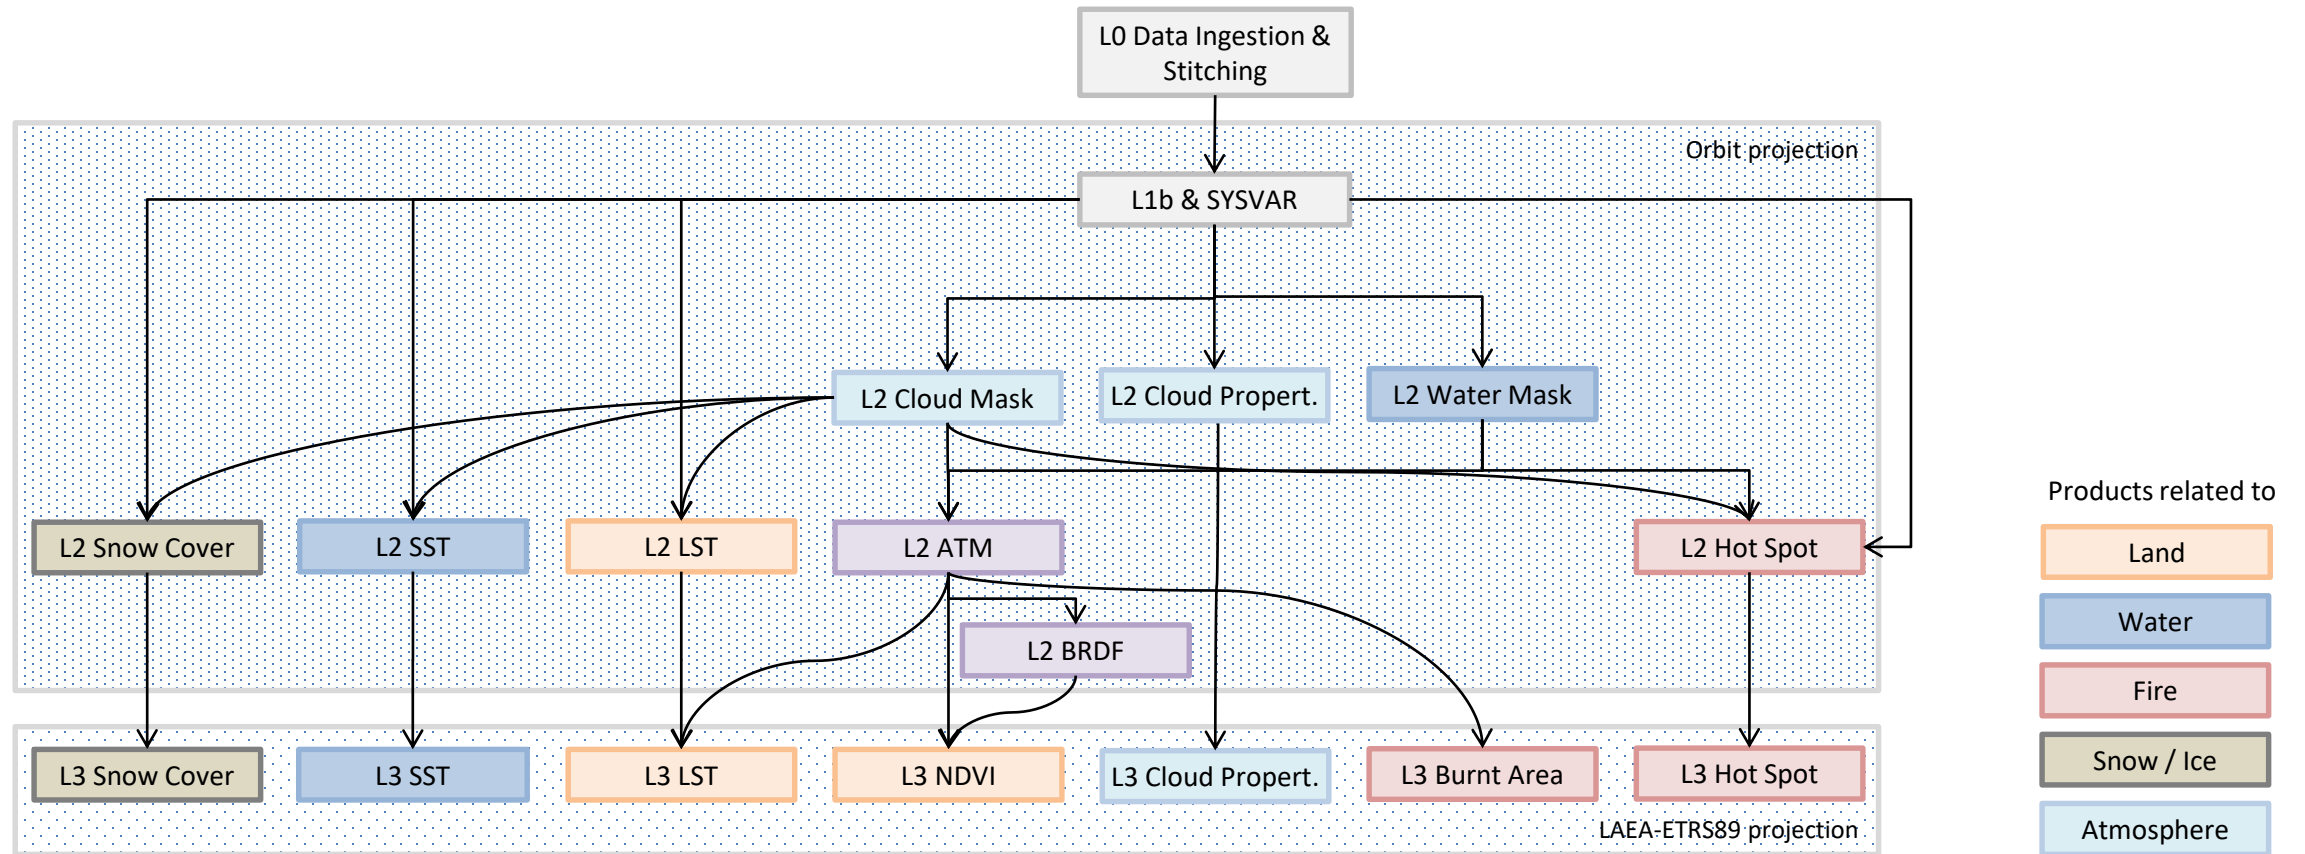 L0 Data Ingestion &
Stitching
Orbit projection
L1b & SYSVAR
L2 Cloud Mask
L2 Cloud Propert.
L2 Water Mask
L2 Snow Cover
L2 SST
L2 LST
L2 ATM
L2 Hot Spot
L2 BRDF
L3 Snow Cover
L3 SST
L3 LST
L3 NDVI
L3 Cloud Propert.
L3 Burnt Area
L3 Hot Spot
LAEA-ETRS89 projection
Products related to
Land
Water
Fire
Snow / Ice
Atmosphere